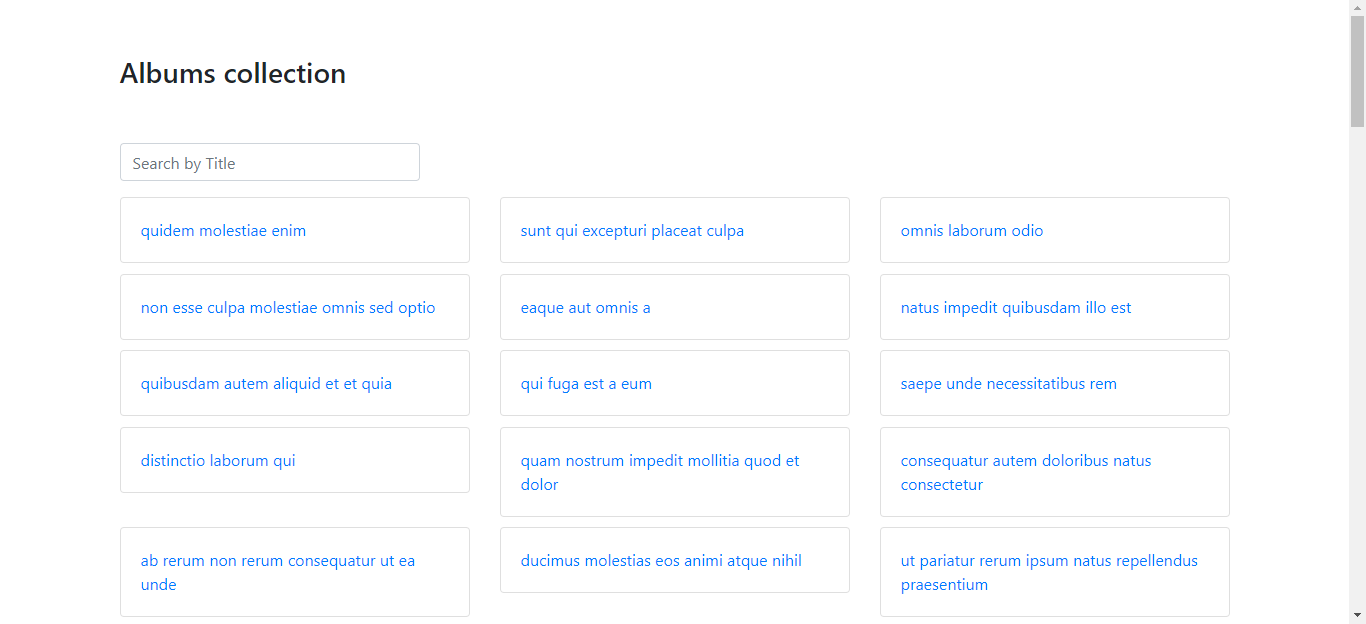 Albums collection
Search by Title
quidem molestiae enim
sunt qui excepturi placeat culpa
omnis laborum odio
non esse culpa molestiae omnis sed optio
eaque aut omnis a
natus impedit quibusdam illo est
quibusdam autem aliquid et et quia
qui fuga est a eum
saepe unde necessitatibus rem
distinctio laborum qui
quam nostrum impedit mollitia quod et
dolor
consequatur autem doloribus natus
consectetur
ab rerum non rerum consequatur ut ea
unde
ducimus molestias eos animi atque nihil
ut pariatur rerum ipsum natus repellendus
praesentium